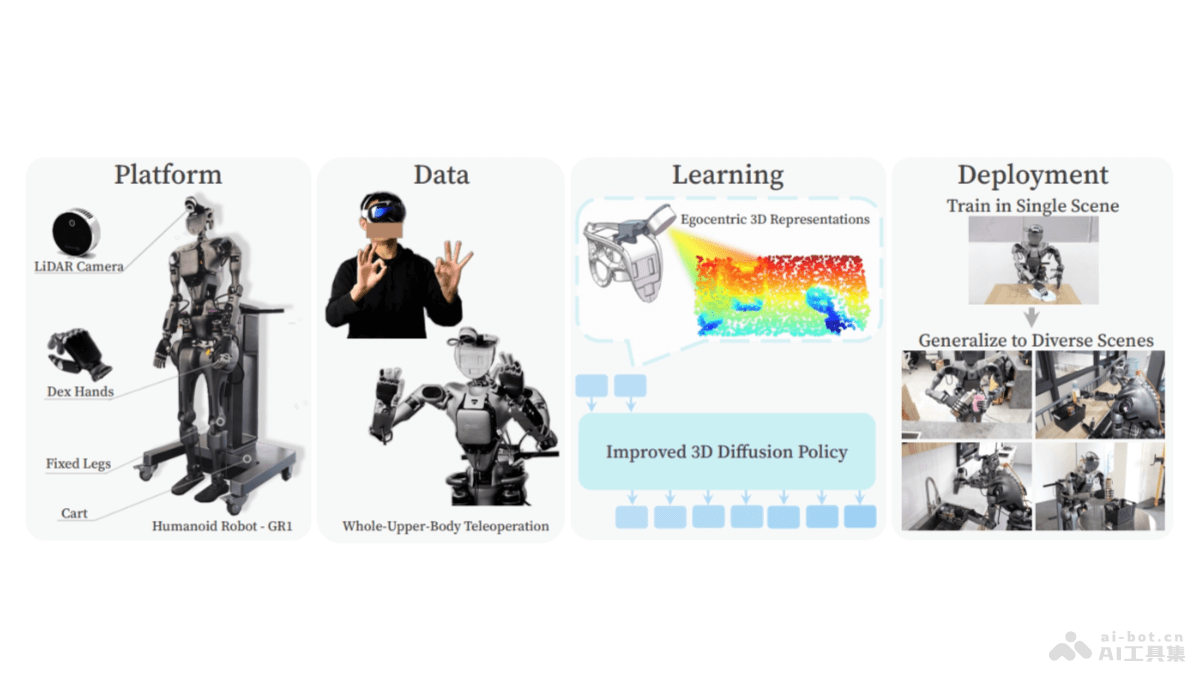 Platform
LiDAR Camera
Dex Hands
Fixed Legs
Cart
Humanoid Robot - GR1
Data
Whole-Upper-Body Teleoperation
Learning
Egocentric 3D Representations
Improved 3D Diffusion Policy
Deployment
Train in Single Scene
Generalize to Diverse Scenes
ai-bot.cn
AI工具集